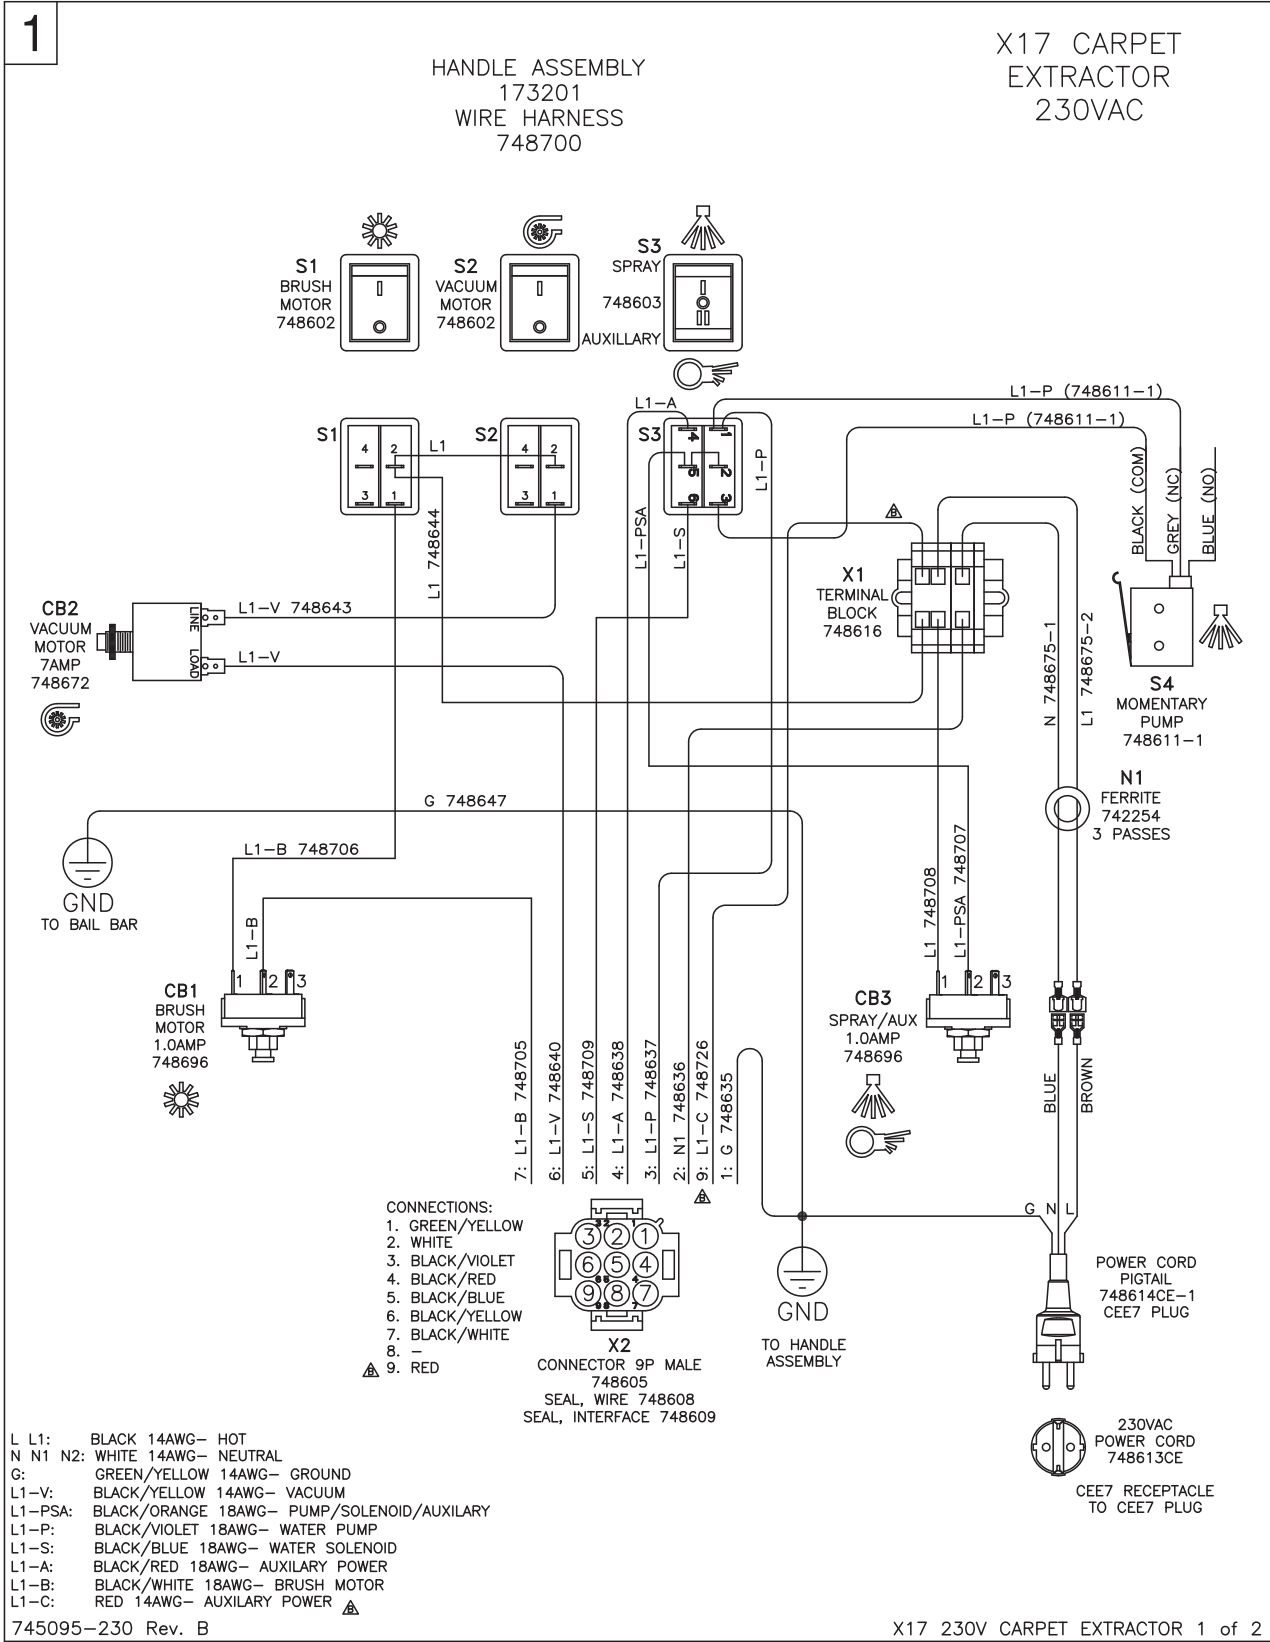 1
X17 CARPET
EXTRACTOR
230VAC
HANDLE ASSEMBLY
173201
WIRE HARNESS
748700
S1
BRUSH
MOTOR
748602
S2
VACUUM
MOTOR
748602
S3
SPRAY
748603
AUXILLARY
S1
4
2
3
1
L1
S2
4
2
3
1
L1-A
S3
4
1
5
2
6
3
L1-P
L1-P (748611-1)
L1-P (748611-1)
BLACK (COM)
GREY (NC)
BLUE (NO)
L1 748644
L1-PSA
L1-S
B
X1
TERMINAL
BLOCK
748616
CB2
VACUUM
MOTOR
7AMP
748672
LINE
LOAD
L1-V 748643
L1-V
N 748675-1
L1 748675-2
S4
MOMENTARY
PUMP
748611-1
N1
FERRITE
742254
3 PASSES
G 748647
GND
TO BAIL BAR
L1-B 748706
L1-B
1
2
3
CB1
BRUSH
MOTOR
1.0AMP
748696
L1 748708
L1-PSA 748707
1
2
3
CB3
SPRAY/AUX
1.0AMP
748696
BLUE
BROWN
7: L1-B 748705
6: L1-V 748640
5: L1-S 748709
4: L1-A 748638
3: L1-P 748637
2: N1 748636
9: L1-C 748726
1: G 748635
B
CONNECTIONS:
1. GREEN/YELLOW
2. WHITE
3. BLACK/VIOLET
4. BLACK/RED
5. BLACK/BLUE
6. BLACK/YELLOW
7. BLACK/WHITE
8. -
B 9. RED
3 2 1
3 2 1
6 5 4
6 5 4
9 8 7
9 8 7
X2
CONNECTOR 9P MALE
748605
SEAL, WIRE 748608
SEAL, INTERFACE 748609
GND
TO HANDLE
ASSEMBLY
G N L
POWER CORD
PIGTAIL
748614CE-1
CEE7 PLUG
230VAC
POWER CORD
748613CE
CEE7 RECEPTACLE
TO CEE7 PLUG
L L1: BLACK 14AWG- HOT
N N1 N2: WHITE 14AWG- NEUTRAL
G: GREEN/YELLOW 14AWG- GROUND
L1-V: BLACK/YELLOW 14AWG- VACUUM
L1-PSA: BLACK/ORANGE 18AWG- PUMP/SOLENOID/AUXILARY
L1-P: BLACK/VIOLET 18AWG- WATER PUMP
L1-S: BLACK/BLUE 18AWG- WATER SOLENOID
L1-A: BLACK/RED 18AWG- AUXILARY POWER
L1-B: BLACK/WHITE 18AWG- BRUSH MOTOR
L1-C: RED 14AWG- AUXILARY POWER B
745095-230 Rev. B
X17 230V CARPET EXTRACTOR 1 of 2